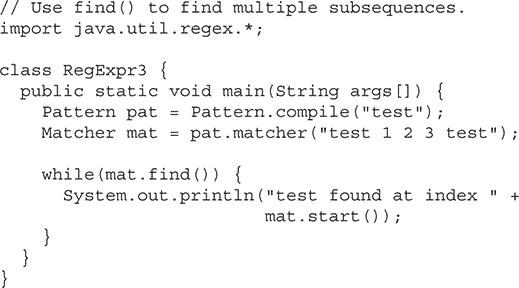 // Use find() to find multiple subsequences.
import java.util.regex.*;

class RegExpr3 {
  public static void main(String args[]) {
    Pattern pat = Pattern.compile("test");
    Matcher mat = pat.matcher("test 1 2 3 test");

    while(mat.find()) {
      System.out.println("test found at index " +
                         mat.start());
    }
  }
}